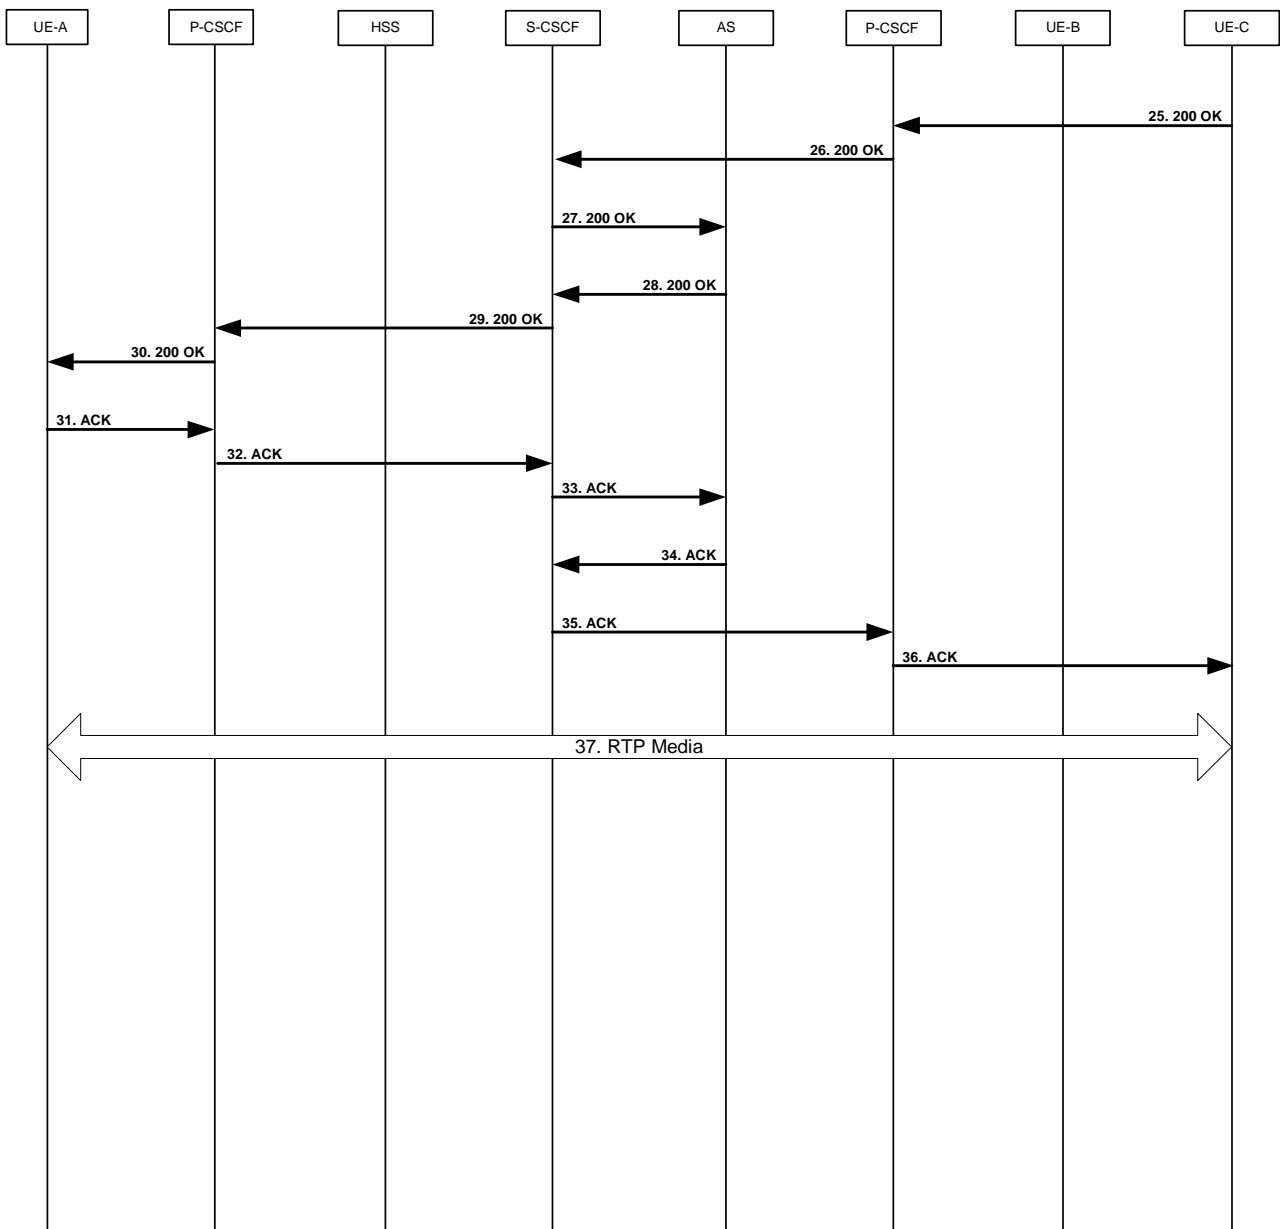 UE-A
P-CSCF
HSS
S-CSCF
AS
P-CSCF
UE-B
UE-C
25. 200 OK
26. 200 OK
27. 200 OK
28. 200 OK
29. 200 OK
30. 200 OK
31. ACK
32. ACK
33. ACK
34. ACK
35. ACK
36. ACK
37. RTP Media